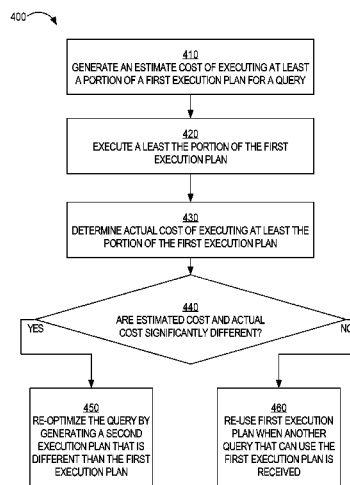 400
410
GENERATE AN ESTIMATE COST OF EXECUTING AT LEAST
A PORTION OF A FIRST EXECUTION PLAN FOR A QUERY
420
EXECUTE A LEAST THE PORTION OF THE FIRST
EXECUTION PLAN
430
DETERMINE ACTUAL COST OF EXECUTING AT LEAST THE
PORTION OF THE FIRST EXECUTION PLAN
440
ARE ESTIMATED COST AND ACTUAL
COST SIGNIFICANTLY DIFFERENT?
YES
NO
450
RE-OPTIMIZE THE QUERY BY
GENERATING A SECOND
EXECUTION PLAN THAT IS
DIFFERENT THAN THE FIRST
EXECUTION PLAN
460
RE-USE FIRST EXECUTION
PLAN WHEN ANOTHER
QUERY THAT CAN USE THE
FIRST EXECUTION PLAN IS
RECEIVED